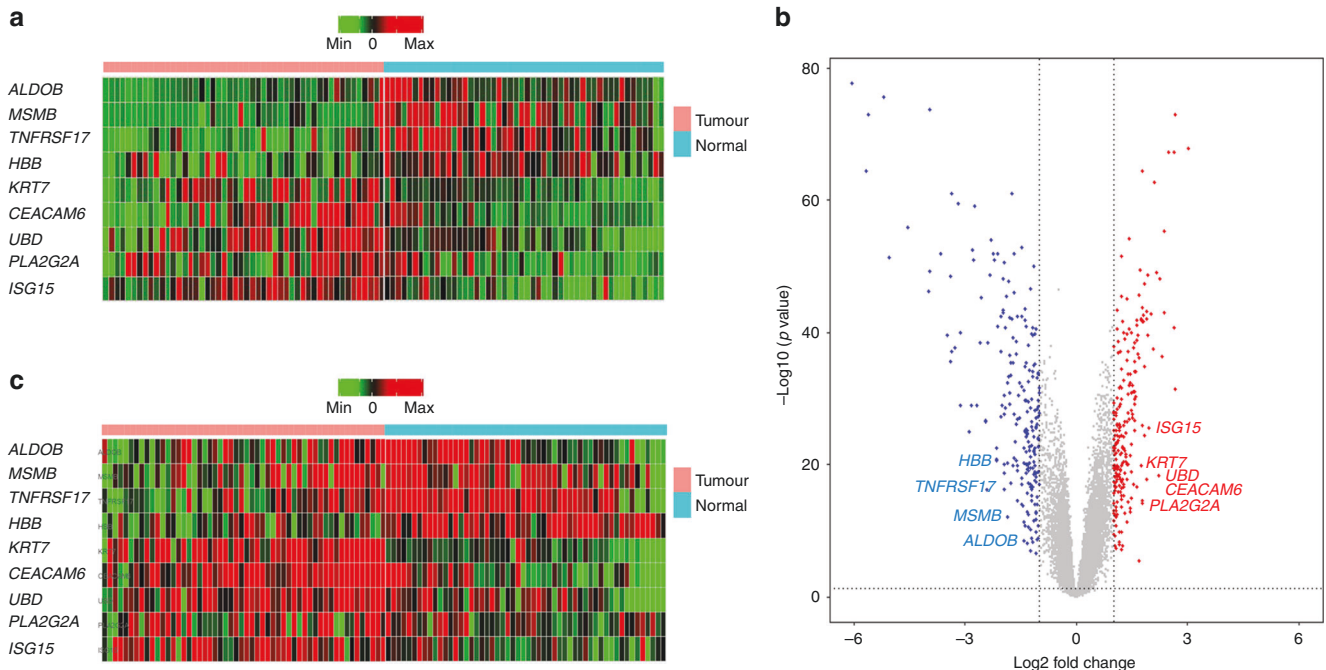 a
Min 0 Max
ALDOB
MSMB
TNFRSF17
HBB
KRT7
CEACAM6
UBD
PLA2G2A
ISG15
Tumour
Normal
b
80
60
40
20
0
–Log10 (p value)
–6 –3 0 3 6
Log2 fold change
HBB
TNFRSF17
MSMB
ALDOB
ISG15
KRT7
UBD
CEACAM6
PLA2G2A
c
Min 0 Max
ALDOB
MSMB
TNFRSF17
HBB
KRT7
CEACAM6
UBD
PLA2G2A
ISG15
Tumour
Normal